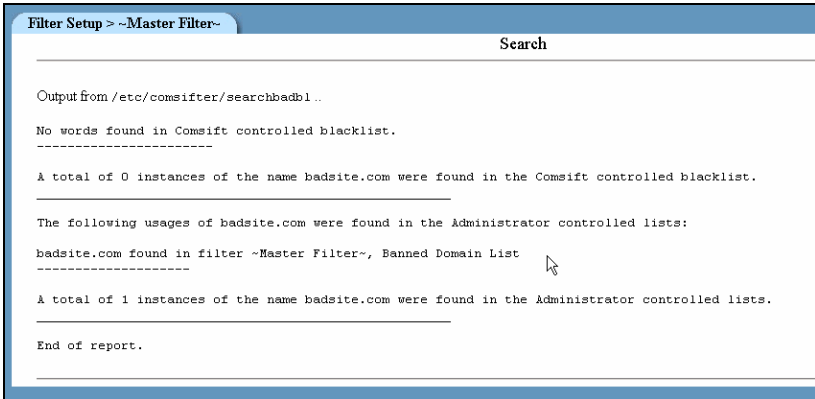 Filter Setup > ~Master Filter~
Search
Output from /etc/comsifter/searchbadbl ..
No words found in Comsift controlled blacklist.
-----------------------
A total of 0 instances of the name badsite.com were found in the Comsift controlled blacklist.
The following usages of badsite.com were found in the Administrator controlled lists:
badsite.com found in filter ~Master Filter~, Banned Domain List
--------------------
A total of 1 instances of the name badsite.com were found in the Administrator controlled lists.
End of report.